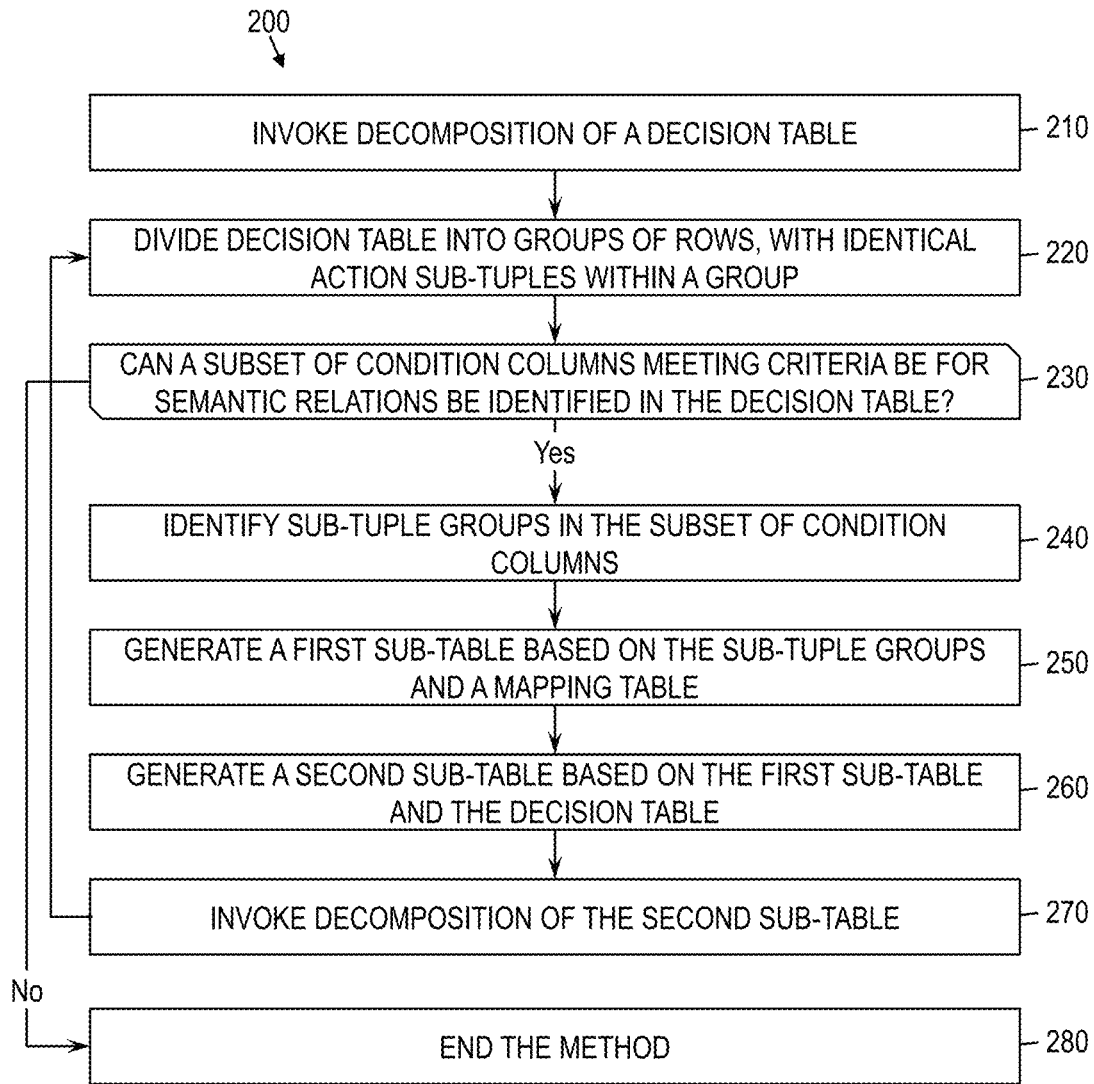 200
INVOKE DECOMPOSITION OF A DECISION TABLE
210
DIVIDE DECISION TABLE INTO GROUPS OF ROWS, WITH IDENTICAL
ACTION SUB-TUPLES WITHIN A GROUP
220
CAN A SUBSET OF CONDITION COLUMNS MEETING CRITERIA BE FOR
SEMANTIC RELATIONS BE IDENTIFIED IN THE DECISION TABLE?
230
Yes
IDENTIFY SUB-TUPLE GROUPS IN THE SUBSET OF CONDITION
COLUMNS
240
GENERATE A FIRST SUB-TABLE BASED ON THE SUB-TUPLE GROUPS
AND A MAPPING TABLE
250
GENERATE A SECOND SUB-TABLE BASED ON THE FIRST SUB-TABLE
AND THE DECISION TABLE
260
INVOKE DECOMPOSITION OF THE SECOND SUB-TABLE
270
No
END THE METHOD
280